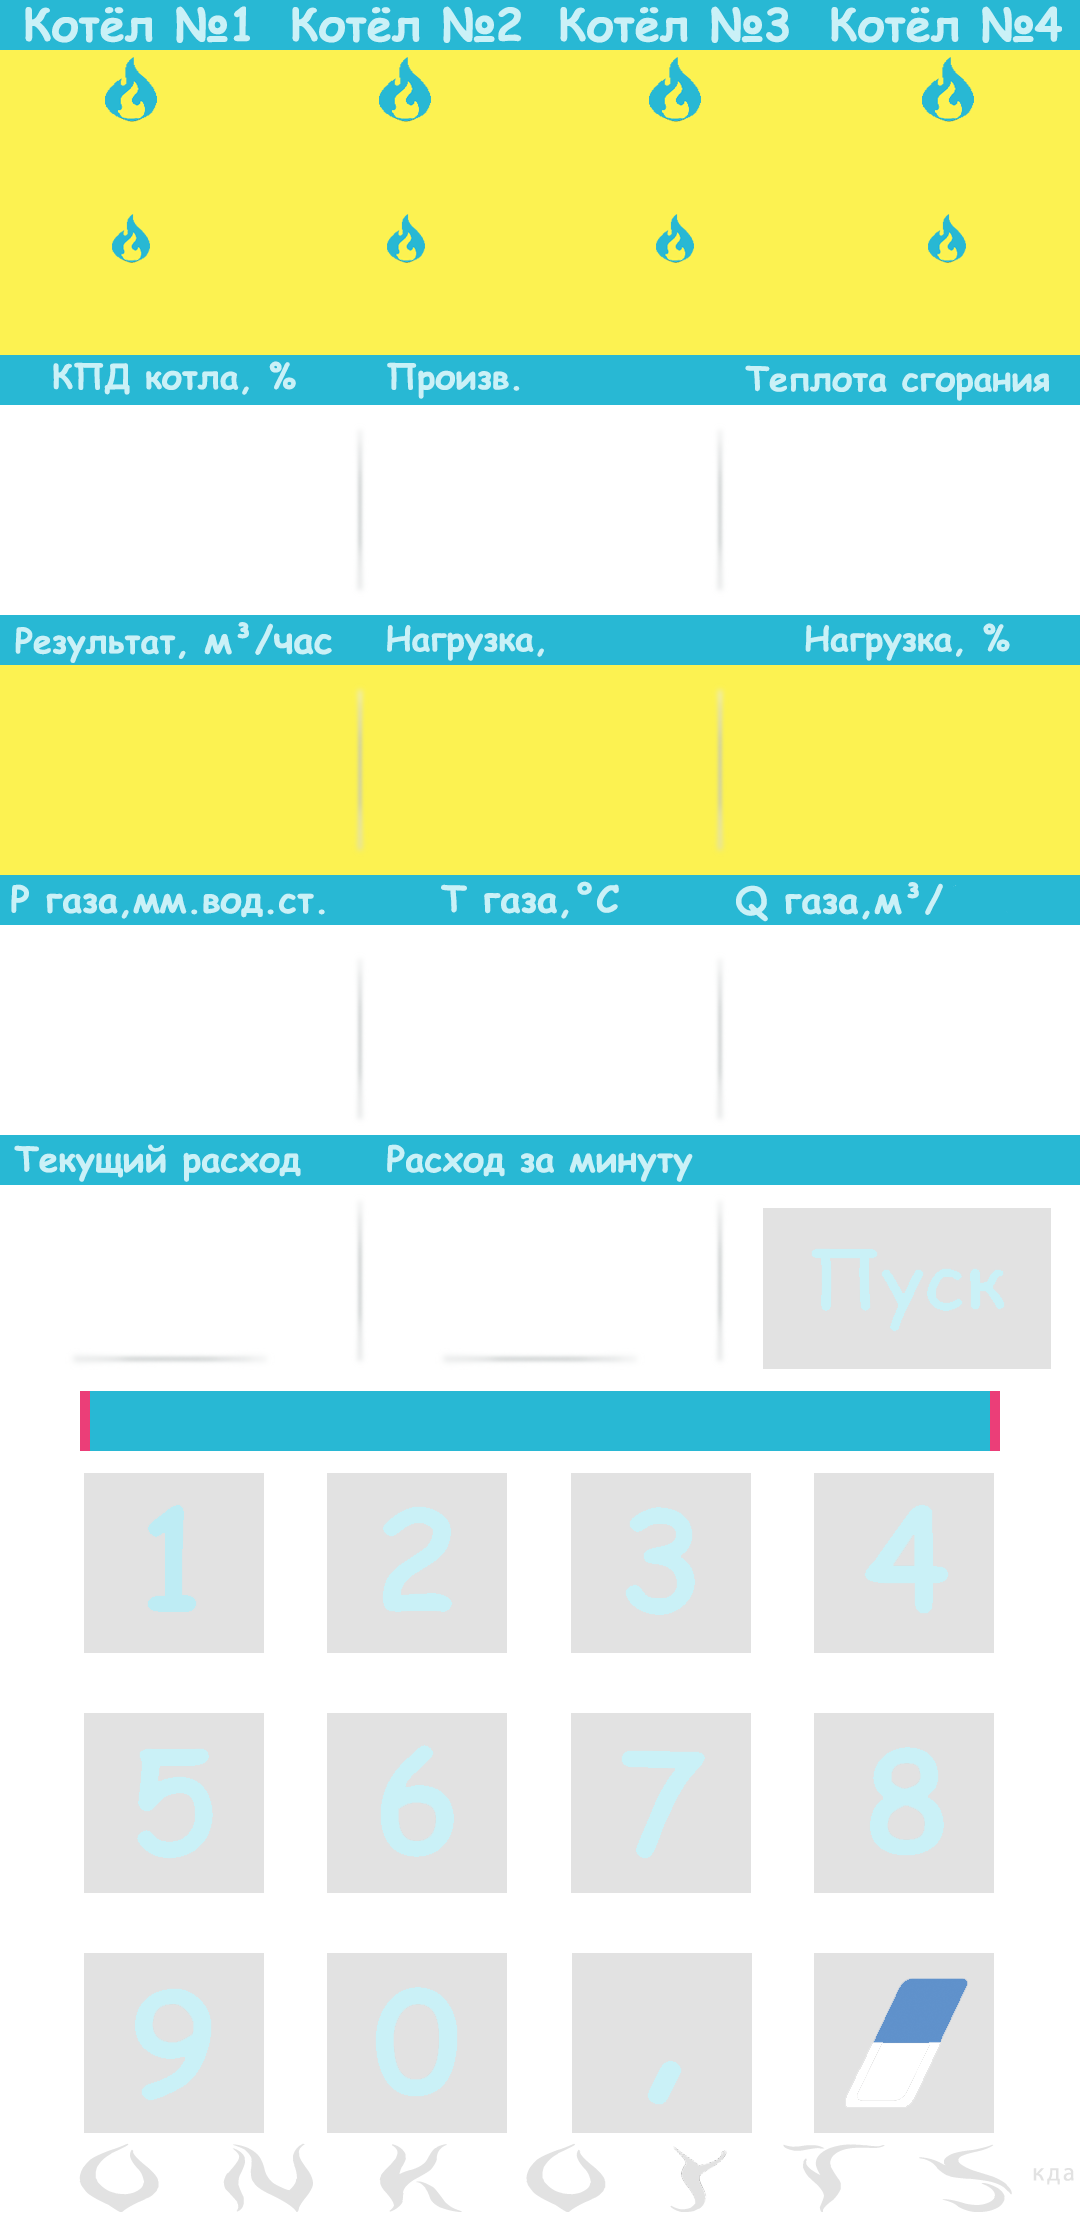 Котёл №1 Котёл №2 Котёл №3 Котёл №4
КПД котла, % Произв. Теплота сгорания
Результат, м³/час Нагрузка, Нагрузка, %
Р газа,мм.вод.ст. Т газа,°С Q газа,м³/
Текущий расход Расход за минуту
Пуск
1 2 3 4
5 6 7 8
9 0 ,
ONKOYTS кда